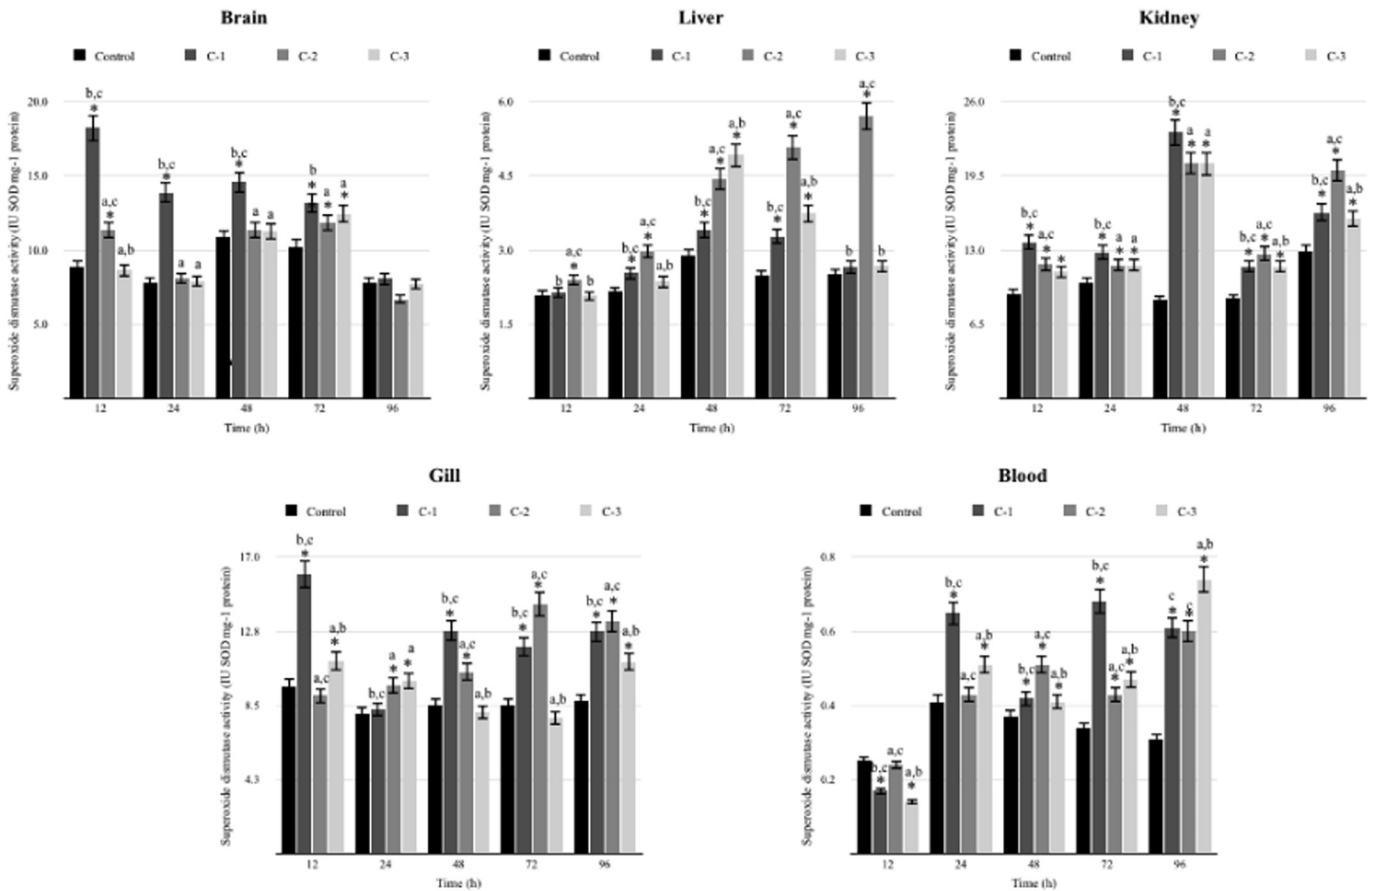 Brain
Control C-1 C-2 C-3
Superoxide dismutase activity (IU SOD mg-1 protein)
20.0
15.0
10.0
5.0
b,c
*
a,c
*
a,b
b,c
*
a
a
b,c
*
a
a
b
*
a
*
a
*
12 24 48 72 96
Time (h)
Liver
Control C-1 C-2 C-3
Superoxide dismutase activity (IU SOD mg-1 protein)
6.0
4.5
3.0
1.5
b
a,c
*
b
b,c
*
a,c
*
a,b
b,c
*
a,c
*
a,b
*
b,c
*
a,c
*
a,b
*
b
a,c
*
b
12 24 48 72 96
Time (h)
Kidney
Control C-1 C-2 C-3
Superoxide dismutase activity (IU SOD mg-1 protein)
26.0
19.5
13.0
6.5
b,c
*
a,c
*
*
b,c
*
a
*
a
*
b,c
*
a
*
a
*
b,c
*
a,c
*
a,b
*
b,c
*
a,c
*
a,b
*
12 24 48 72 96
Time (h)
Gill
Control C-1 C-2 C-3
Superoxide dismutase activity (IU SOD mg-1 protein)
17.0
12.8
8.5
4.3
b,c
*
a,c
a,b
*
b,c
a
*
a
*
b,c
*
a,c
*
a,b
b,c
*
a,c
*
a,b
b,c
*
a,c
*
a,b
*
12 24 48 72 96
Time (h)
Blood
Control C-1 C-2 C-3
Superoxide dismutase activity (IU SOD mg-1 protein)
0.8
0.6
0.4
0.2
b,c
*
a,c
a,b
*
b,c
*
a,c
a,b
*
b,c
*
a,c
*
a,b
*
b,c
*
a,c
*
a,b
*
c
*
c
*
a,b
*
12 24 48 72 96
Time (h)